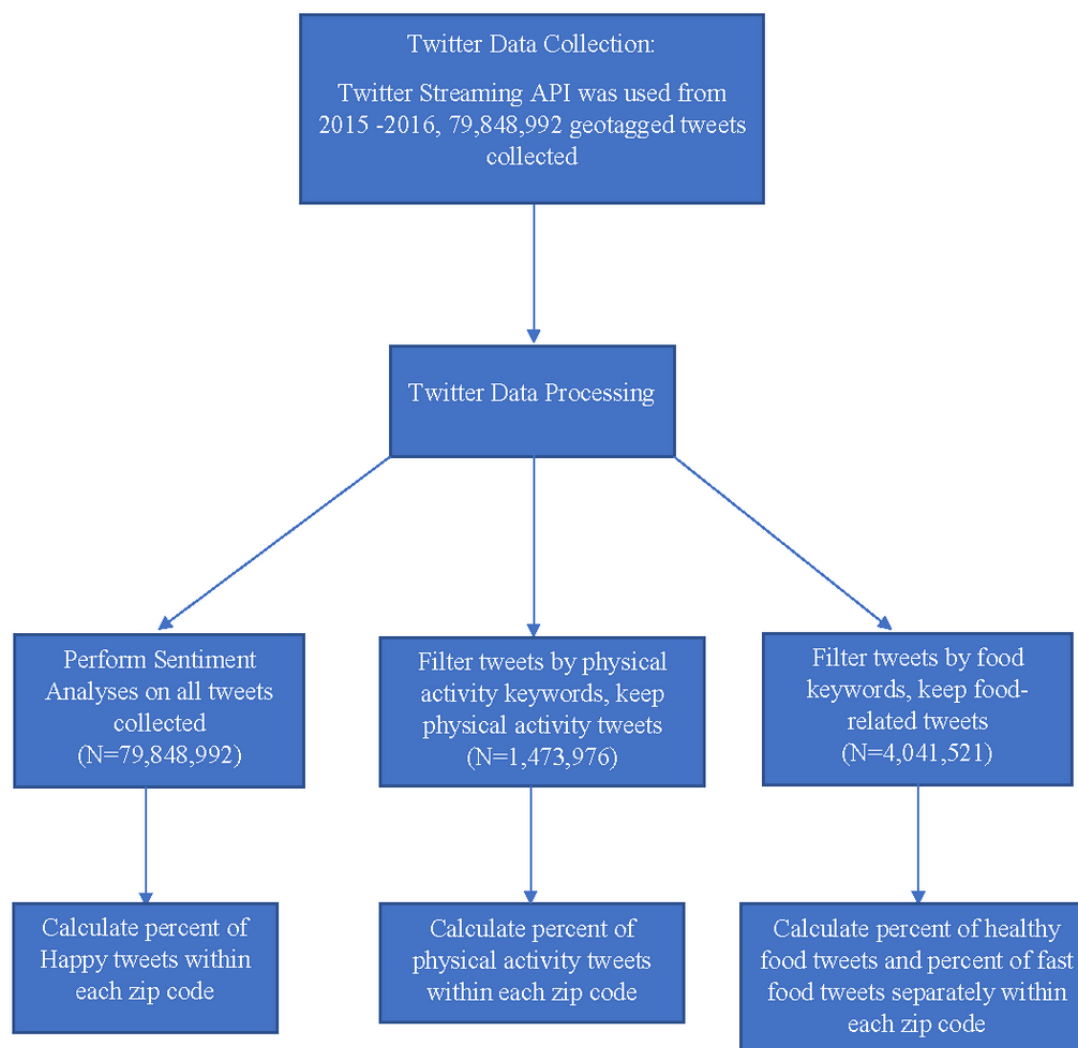 Twitter Data Collection:
Twitter Streaming API was used from
2015 -2016, 79,848,992 geotagged tweets
collected
Twitter Data Processing
Perform Sentiment
Analyses on all tweets
collected
(N=79,848,992)
Filter tweets by physical
activity keywords, keep
physical activity tweets
(N=1,473,976)
Filter tweets by food
keywords, keep food-
related tweets
(N=4,041,521)
Calculate percent of
Happy tweets within
each zip code
Calculate percent of
physical activity tweets
within each zip code
Calculate percent of healthy
food tweets and percent of fast
food tweets separately within
each zip code